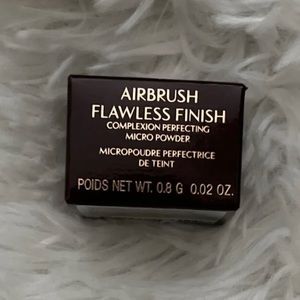 AIRBRUSH
FLAWLESS FINISH
COMPLEXION PERFECTING
MICRO POWDER
MICROPOUDRE PERFECTRICE
DE TEINT
POIDS NET WT. 0.8 G 0.02 OZ.